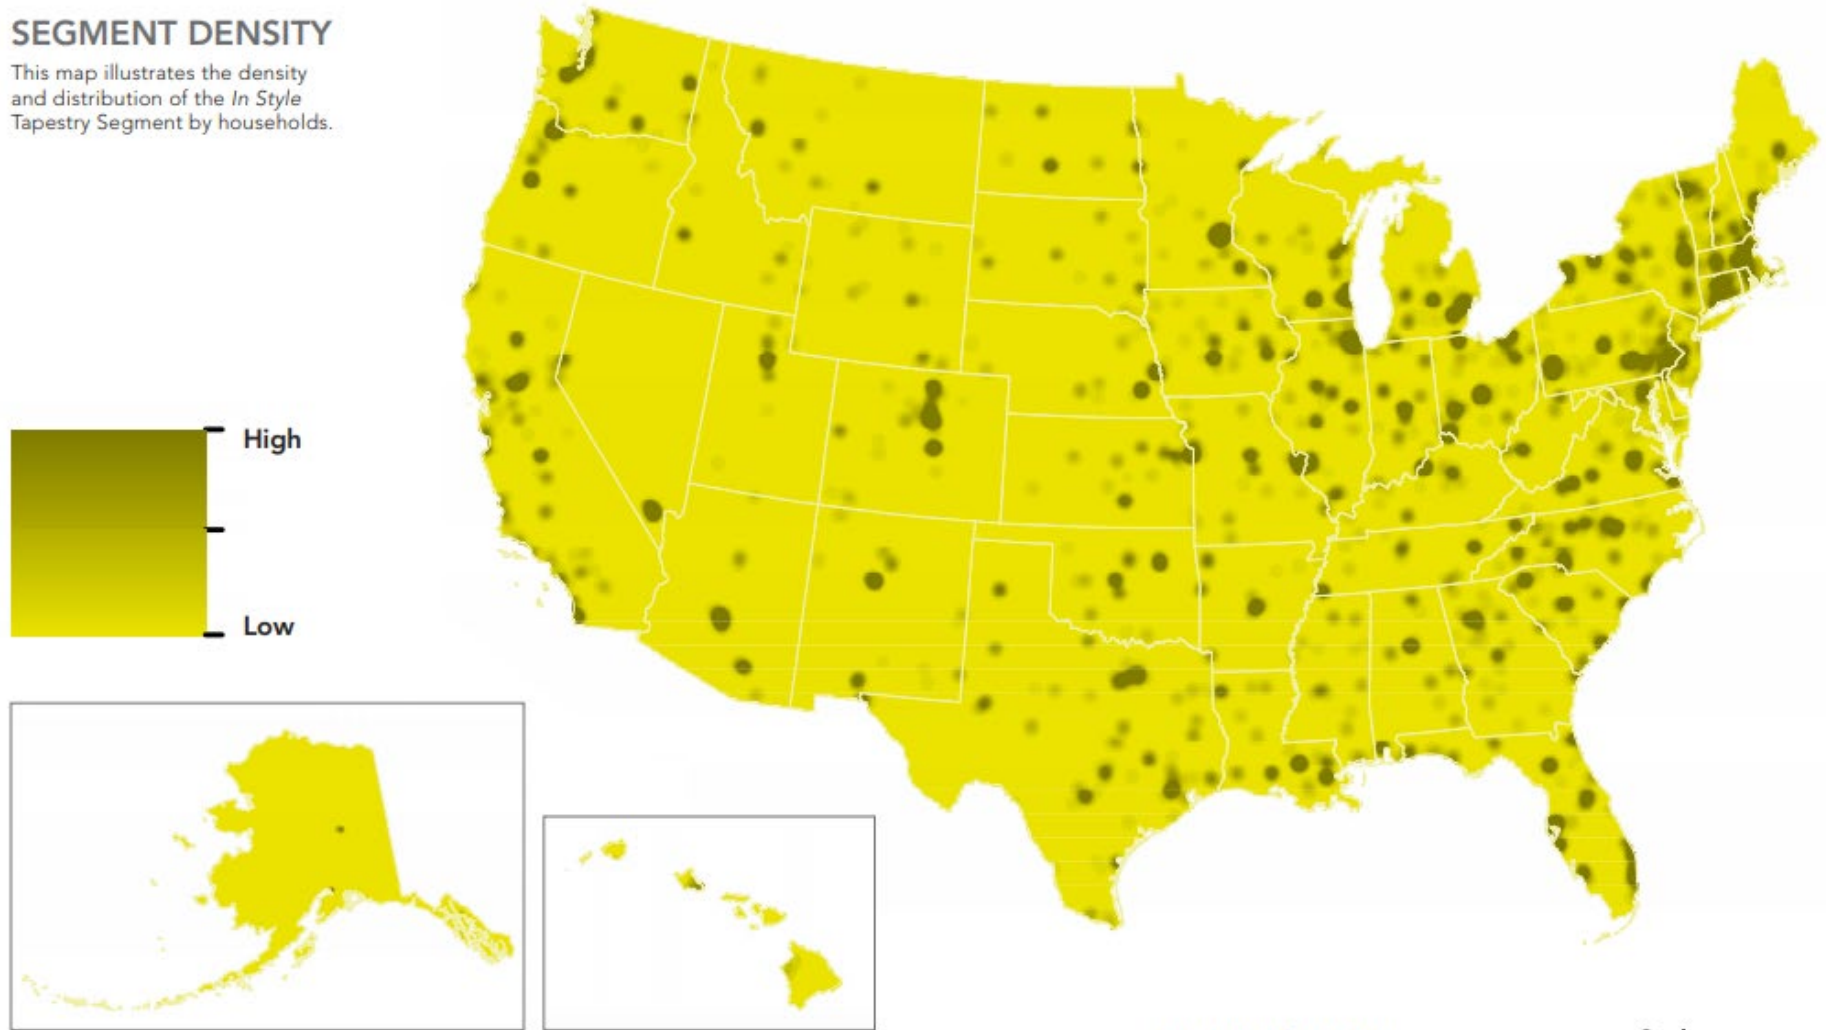 SEGMENT DENSITY
This map illustrates the density
and distribution of the In Style
Tapestry Segment by households.
High
Low